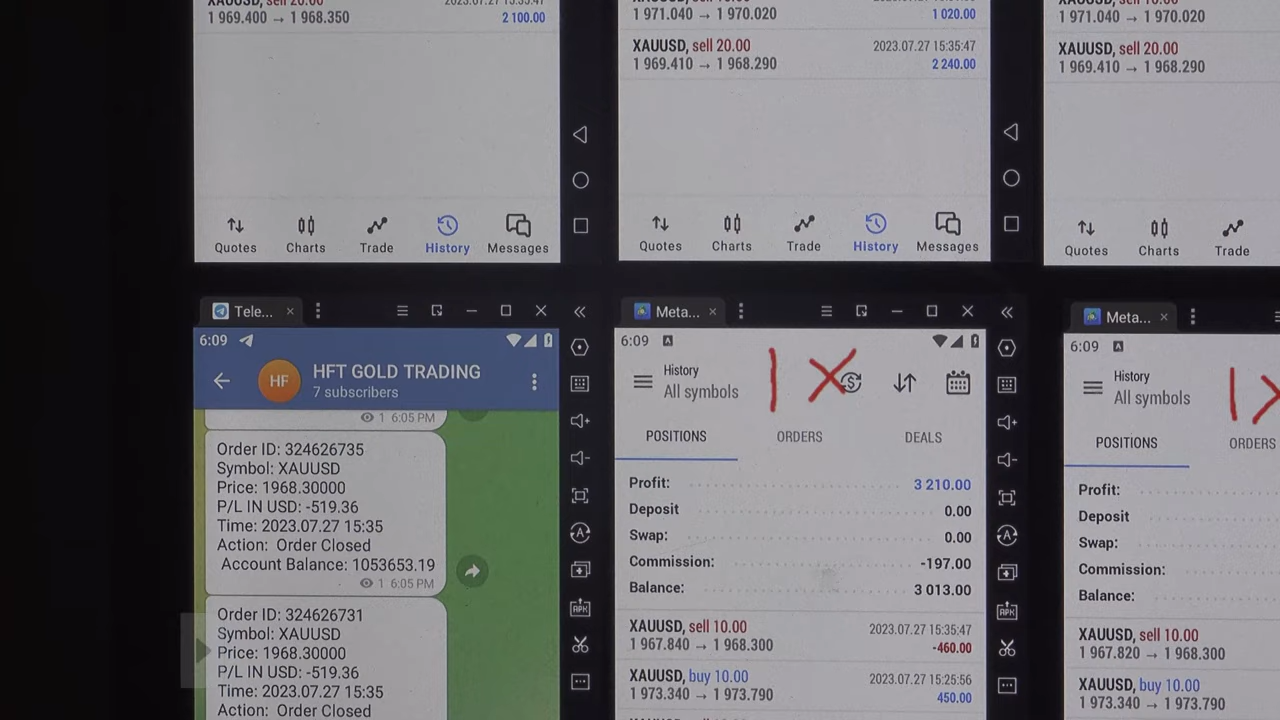 1 969.400 → 1 968.350 2 100.00
1 971.040 → 1 970.020 1 020.00
XAUUSD, sell 20.00 2023.07.27 15:35:47
1 969.410 → 1 968.290 2 240.00
1 971.040 → 1 970.020
XAUUSD, sell 20.00
1 969.410 → 1 968.290
Quotes Charts Trade History Messages
Quotes Charts Trade History Messages
Quotes Charts Trade
Tele...
6:09
HF HFT GOLD TRADING
7 subscribers
1 6:05 PM
Order ID: 324626735
Symbol: XAUUSD
Price: 1968.30000
P/L IN USD: -519.36
Time: 2023.07.27 15:35
Action: Order Closed
Account Balance: 1053653.19
1 6:05 PM
Order ID: 324626731
Symbol: XAUUSD
Price: 1968.30000
P/L IN USD: -519.36
Time: 2023.07.27 15:35
Action: Order Closed
Meta...
6:09
History
All symbols
1 X
POSITIONS ORDERS DEALS
Profit: 3 210.00
Deposit 0.00
Swap: 0.00
Commission: -197.00
Balance: 3 013.00
XAUUSD, sell 10.00 2023.07.27 15:35:47
1 967.840 → 1 968.300 -460.00
XAUUSD, buy 10.00 2023.07.27 15:25:56
1 973.340 → 1 973.790 450.00
Meta...
6:09
History
All symbols
1
POSITIONS ORDERS
Profit:
Deposit
Swap:
Commission:
Balance:
XAUUSD, sell 10.00
1 967.820 → 1 968.300
XAUUSD, buy 10.00
1 973.340 → 1 973.790